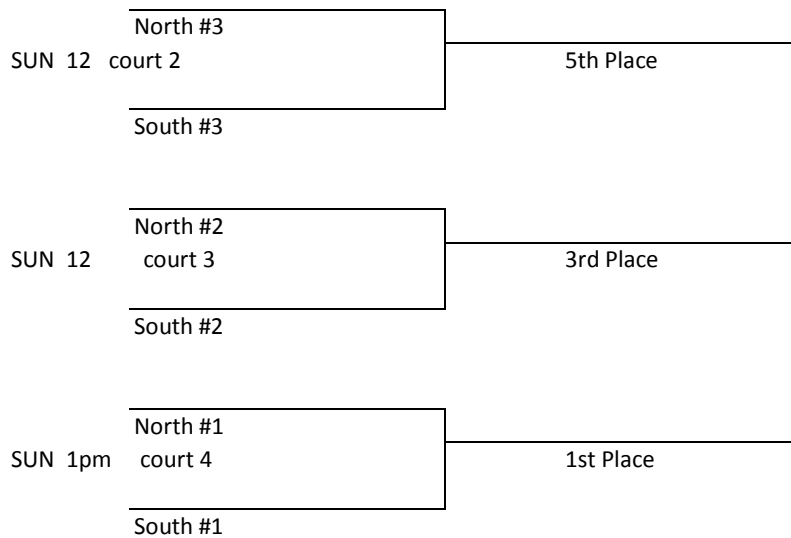 North #3
SUN 12 court 2 5th Place
South #3
North #2
SUN 12 court 3 3rd Place
South #2
North #1
SUN 1pm court 4 1st Place
South #1